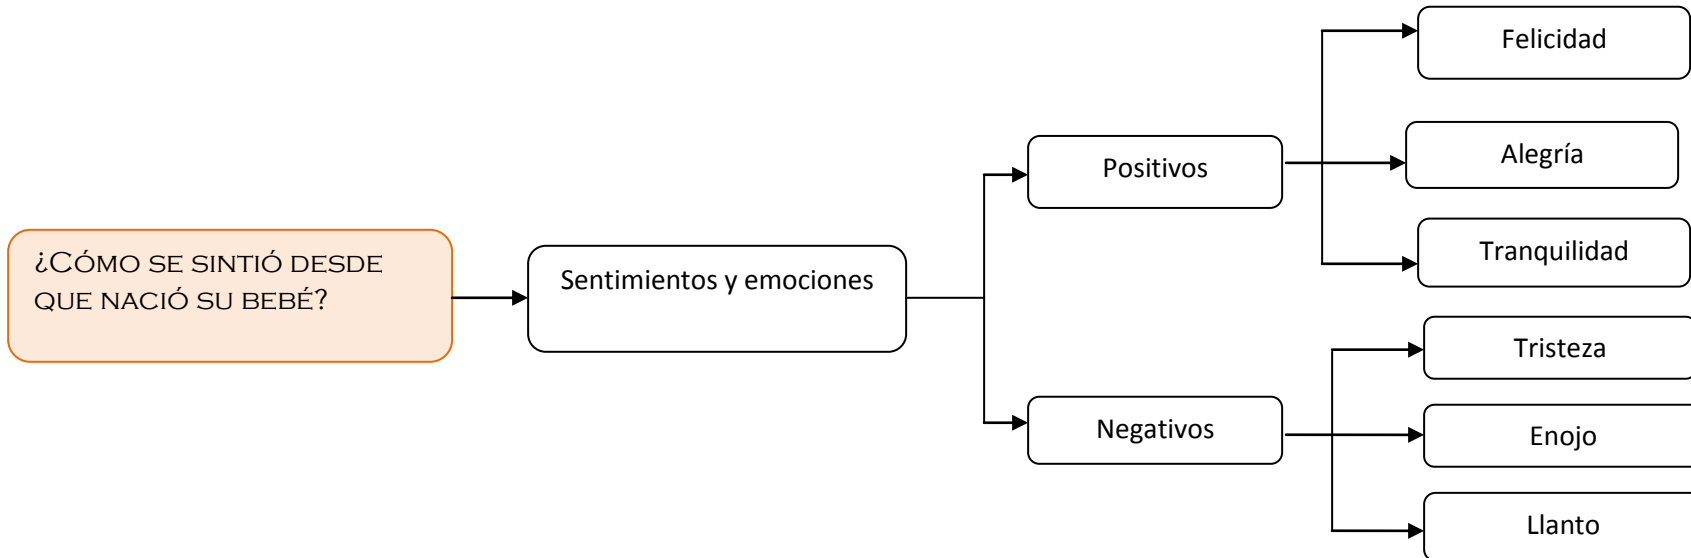 ¿CÓMO SE SINTIÓ DESDE
QUE NACIÓ SU BEBÉ?
Sentimientos y emociones
Positivos
Felicidad
Alegría
Tranquilidad
Negativos
Tristeza
Enojo
Llanto